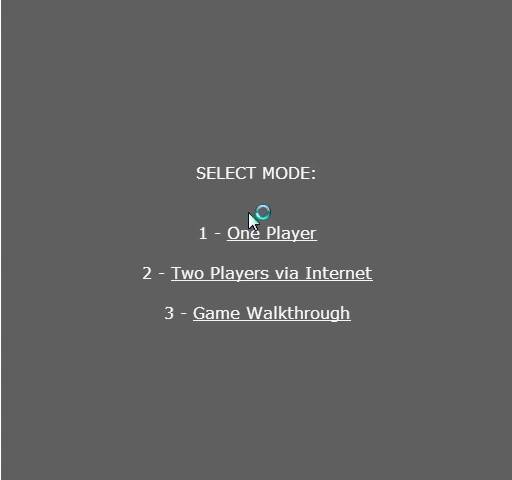 SELECT MODE:
1 - One Player
2 - Two Players via Internet
3 - Game Walkthrough